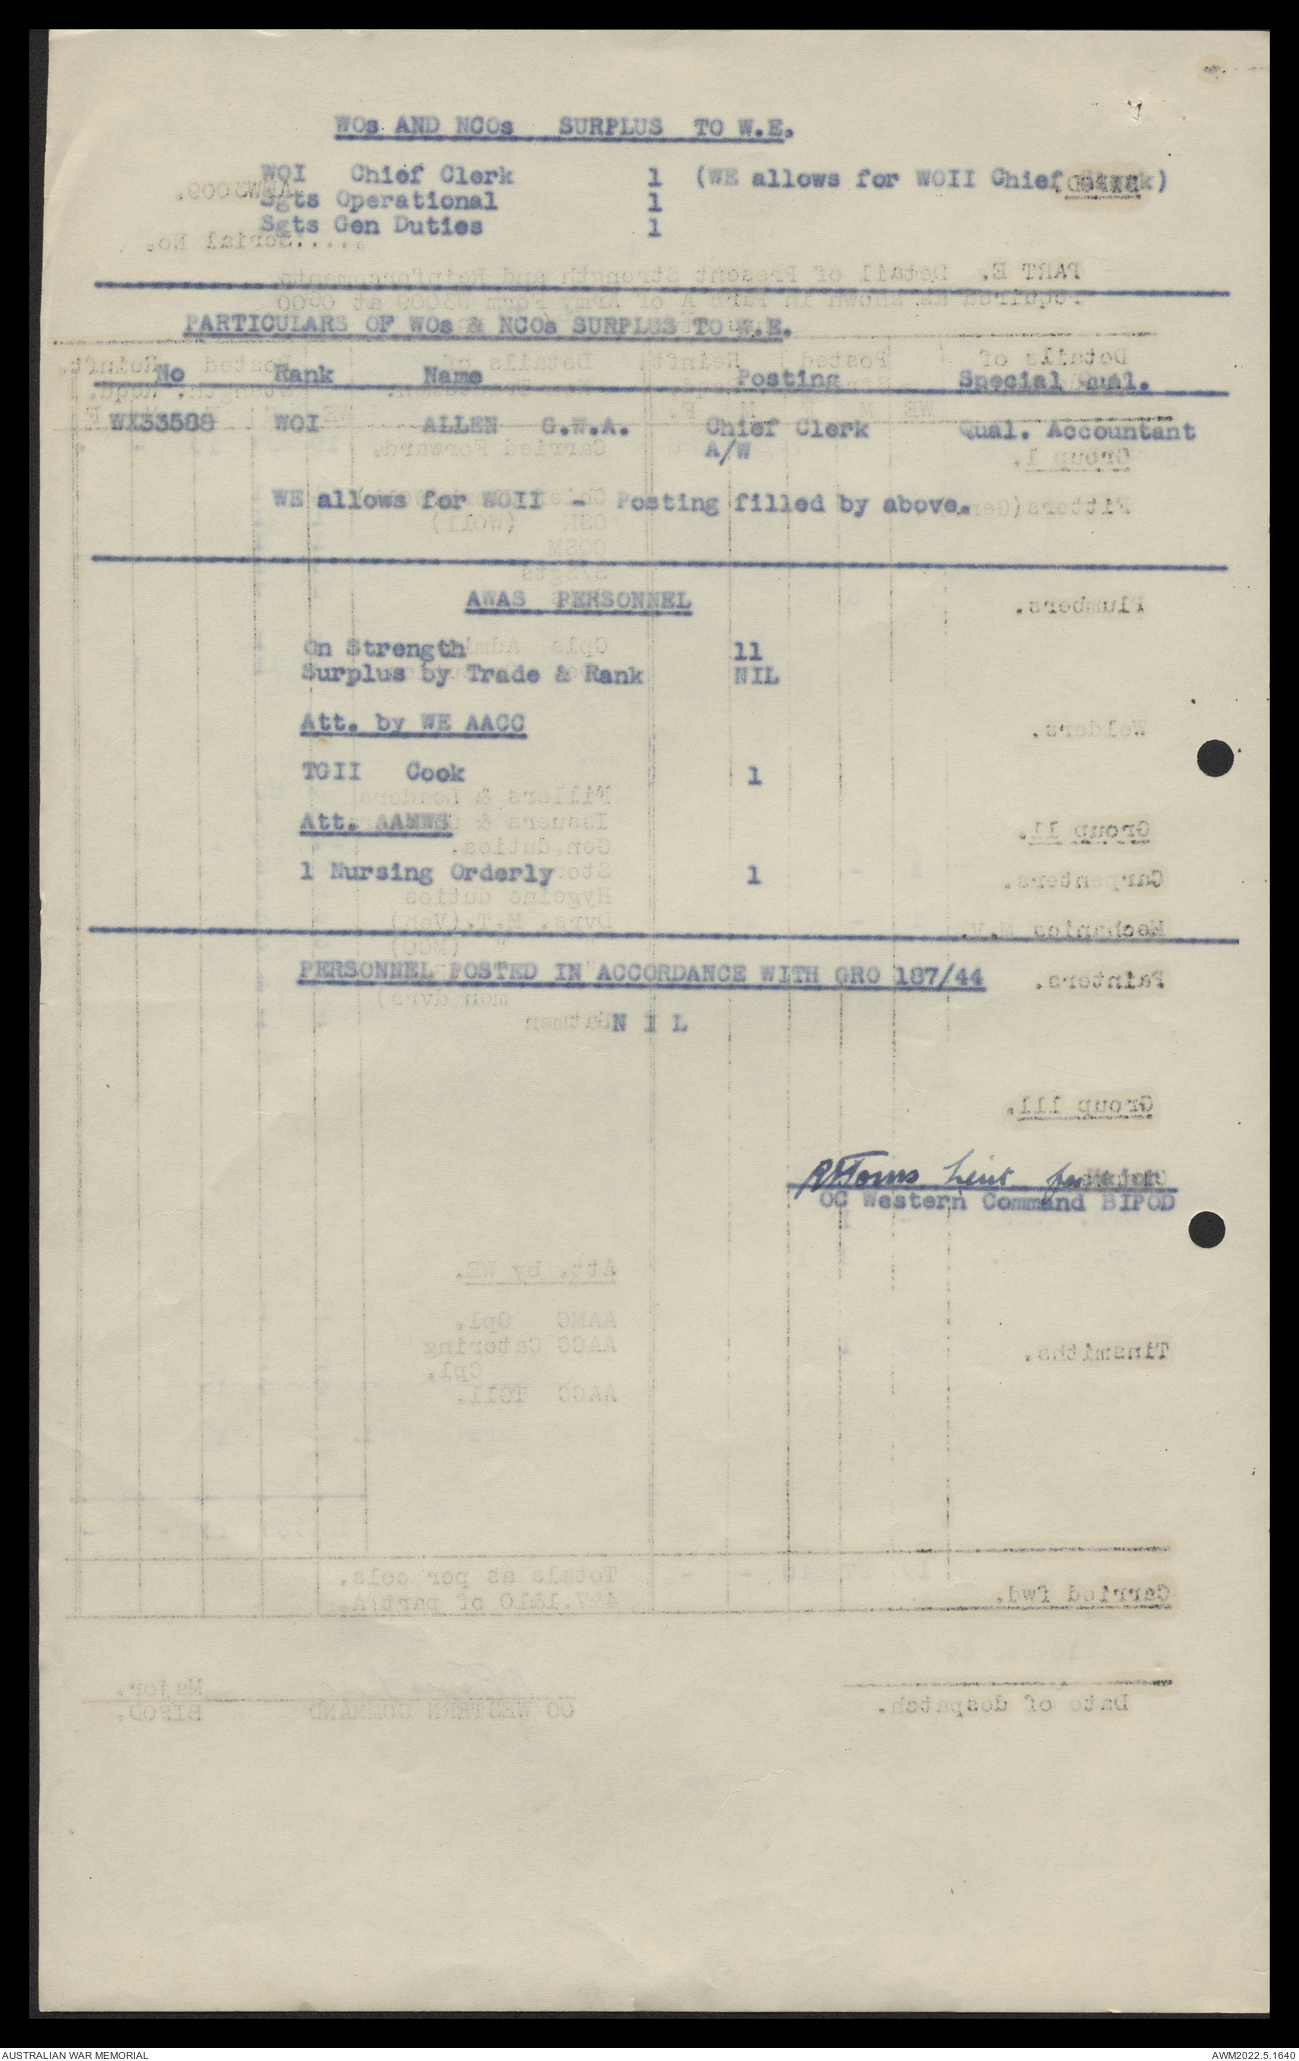 WOs AND NCOs SURPLUS TO W.E.
WOI Chief Clerk 1 (WE allows for WOII Chief Clerk)
Sgts Operational 1
Sgts Gen Duties 1
PARTICULARS OF WOs & NCOs SURPLUS TO W.E.
No Rank Name Posting Special Qual.
WX33588 WOI ALLEN G.W.A. Chief Clerk Qual. Accountant
A/W
WE allows for WOII - Posting filled by above.
AWAS PERSONNEL
On Strength 11
Surplus by Trade & Rank NIL
Att. by WE AACC
TGII Cook 1
Att. AAMWS
1 Nursing Orderly 1
PERSONNEL POSTED IN ACCORDANCE WITH GRO 187/44
N I L
Lieut for Major
OC Western Command BIPOD
AUSTRALIAN WAR MEMORIAL AWM2022.5.1640